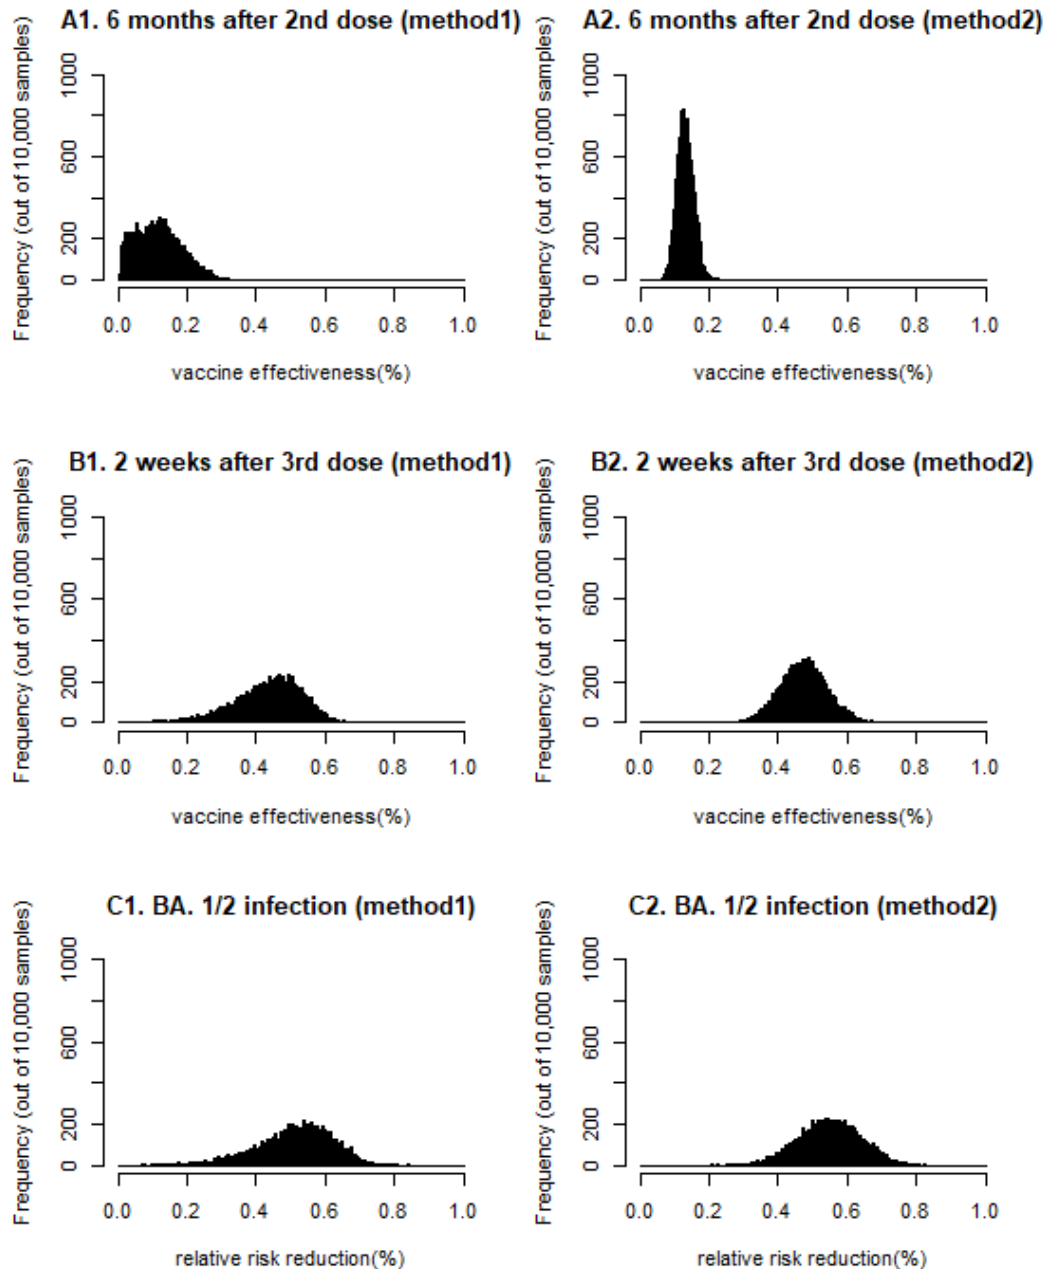 A1. 6 months after 2nd dose (method1)
Frequency (out of 10,000 samples)
1000
600
200
0
0.0 0.2 0.4 0.6 0.8 1.0
vaccine effectiveness(%)
A2. 6 months after 2nd dose (method2)
Frequency (out of 10,000 samples)
1000
600
200
0
0.0 0.2 0.4 0.6 0.8 1.0
vaccine effectiveness(%)
B1. 2 weeks after 3rd dose (method1)
Frequency (out of 10,000 samples)
1000
600
200
0
0.0 0.2 0.4 0.6 0.8 1.0
vaccine effectiveness(%)
B2. 2 weeks after 3rd dose (method2)
Frequency (out of 10,000 samples)
1000
600
200
0
0.0 0.2 0.4 0.6 0.8 1.0
vaccine effectiveness(%)
C1. BA. 1/2 infection (method1)
Frequency (out of 10,000 samples)
1000
600
200
0
0.0 0.2 0.4 0.6 0.8 1.0
relative risk reduction(%)
C2. BA. 1/2 infection (method2)
Frequency (out of 10,000 samples)
1000
600
200
0
0.0 0.2 0.4 0.6 0.8 1.0
relative risk reduction(%)